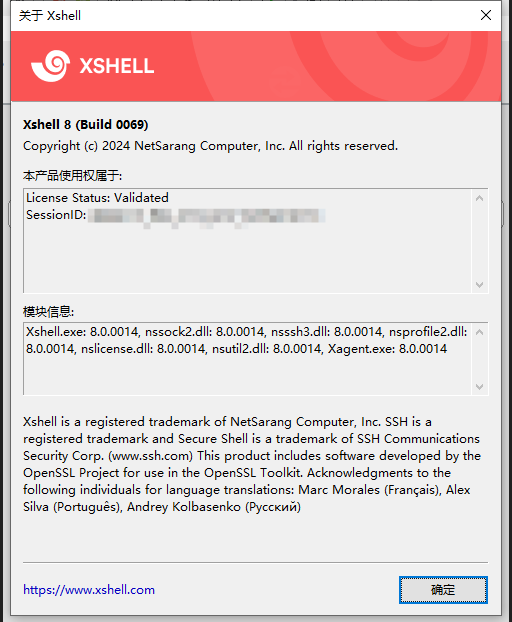 关于 Xshell
XSHELL
Xshell 8 (Build 0069)
Copyright (c) 2024 NetSarang Computer, Inc. All rights reserved.
本产品使用权属于:
License Status: Validated
SessionID:
模块信息:
Xshell.exe: 8.0.0014, nssock2.dll: 8.0.0014, nsssh3.dll: 8.0.0014, nsprofile2.dll:
8.0.0014, nslicense.dll: 8.0.0014, nsutil2.dll: 8.0.0014, Xagent.exe: 8.0.0014
Xshell is a registered trademark of NetSarang Computer, Inc. SSH is a
registered trademark and Secure Shell is a trademark of SSH Communications
Security Corp. (www.ssh.com) This product includes software developed by the
OpenSSL Project for use in the OpenSSL Toolkit. Acknowledgments to the
following individuals for language translations: Marc Morales (Français), Alex
Silva (Português), Andrey Kolbasenko (Русский)
https://www.xshell.com
确定